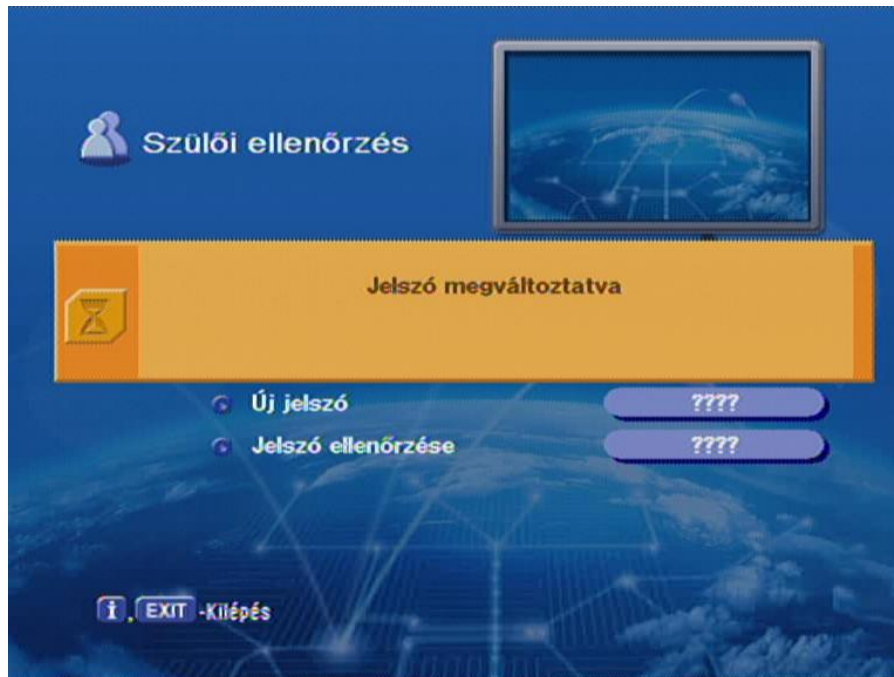 Szülői ellenőrzés
Jelszó megváltoztatva
Új jelszó ????
Jelszó ellenőrzése ????
i, EXIT -Kilépés